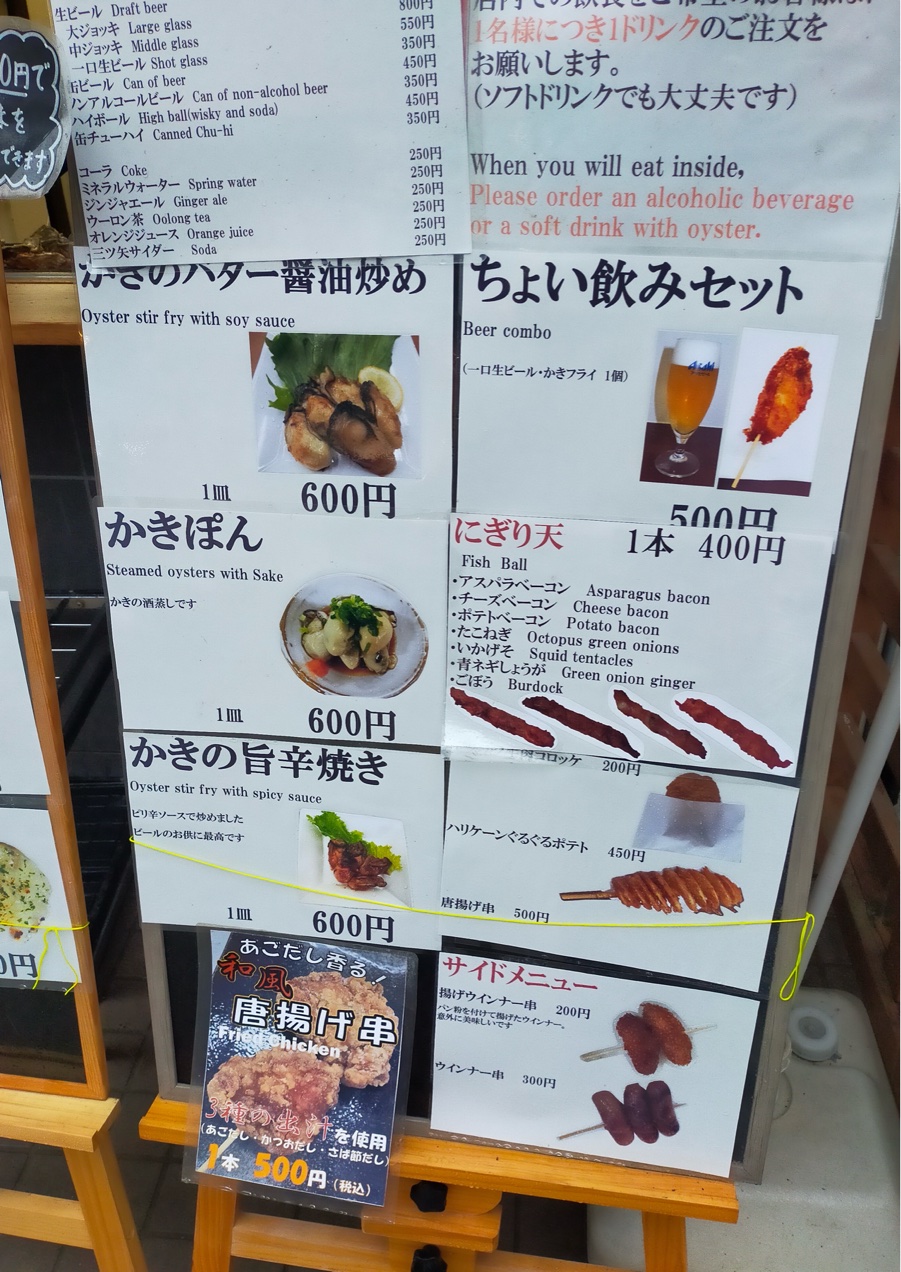 0円で
を
できます
生ビール Draft beer
800円
大ジョッキ Large glass
550円
中ジョッキ Middle glass
350円
一口生ビール Shot glass
450円
缶ビール Can of beer
350円
ノンアルコールビール Can of non-alcohol beer
450円
ハイボール High ball(wisky and soda)
350円
缶チューハイ Canned Chu-hi
コーラ Coke
250円
ミネラルウォーター Spring water
250円
ジンジャエール Ginger ale
250円
ウーロン茶 Oolong tea
250円
オレンジジュース Orange juice
250円
三ツ矢サイダー Soda
250円
1名様につき1ドリンクのご注文を
お願いします。
(ソフトドリンクでも大丈夫です)
When you will eat inside,
Please order an alcoholic beverage
or a soft drink with oyster.
かきのバター醤油炒め
Oyster stir fry with soy sauce
1皿 600円
ちょい飲みセット
Beer combo
(一口生ビール・かきフライ 1個)
500円
かきぽん
Steamed oysters with Sake
かきの酒蒸しです
1皿 600円
にぎり天 1本 400円
Fish Ball
・アスパラベーコン Asparagus bacon
・チーズベーコン Cheese bacon
・ポテトベーコン Potato bacon
・たこねぎ Octopus green onions
・いかげそ Squid tentacles
・青ネギしょうが Green onion ginger
・ごぼう Burdock
かきの旨辛焼き
Oyster stir fry with spicy sauce
ピリ辛ソースで炒めました
ビールのお供に最高です
1皿 600円
コロッケ 200円
ハリケーンぐるぐるポテト 450円
唐揚げ串 500円
あごだし香る!
和風
唐揚げ串
Fried Chicken
3種の出汁を使用
(あごだし・かつおだし・さば節だし)
1本 500円(税込)
サイドメニュー
揚げウインナー串 200円
パン粉を付けて揚げたウインナー。
意外に美味しいです
ウインナー串 300円
0円